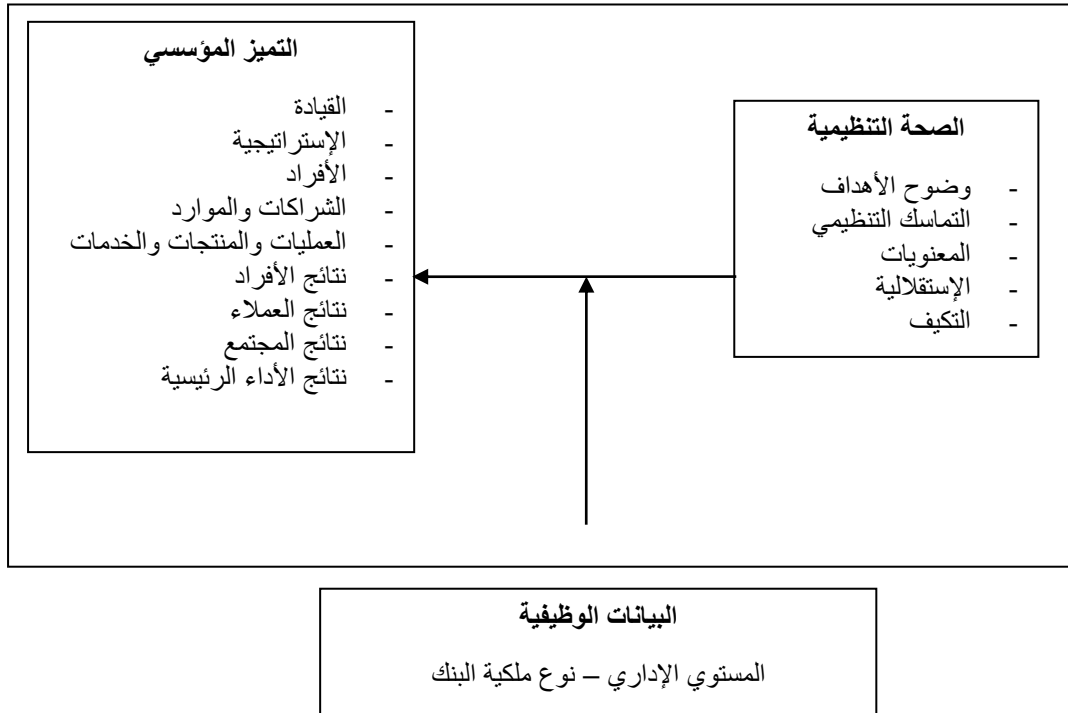 التميز المؤسسي
- القيادة
- الإستراتيجية
- الأفراد
- الشراكات والموارد
- العمليات والمنتجات والخدمات
- نتائج الأفراد
- نتائج العملاء
- نتائج المجتمع
- نتائج الأداء الرئيسية
الصحة التنظيمية
- وضوح الأهداف
- التماسك التنظيمي
- المعنويات
- الإستقلالية
- التكيف
البيانات الوظيفية
المستوي الإداري – نوع ملكية البنك